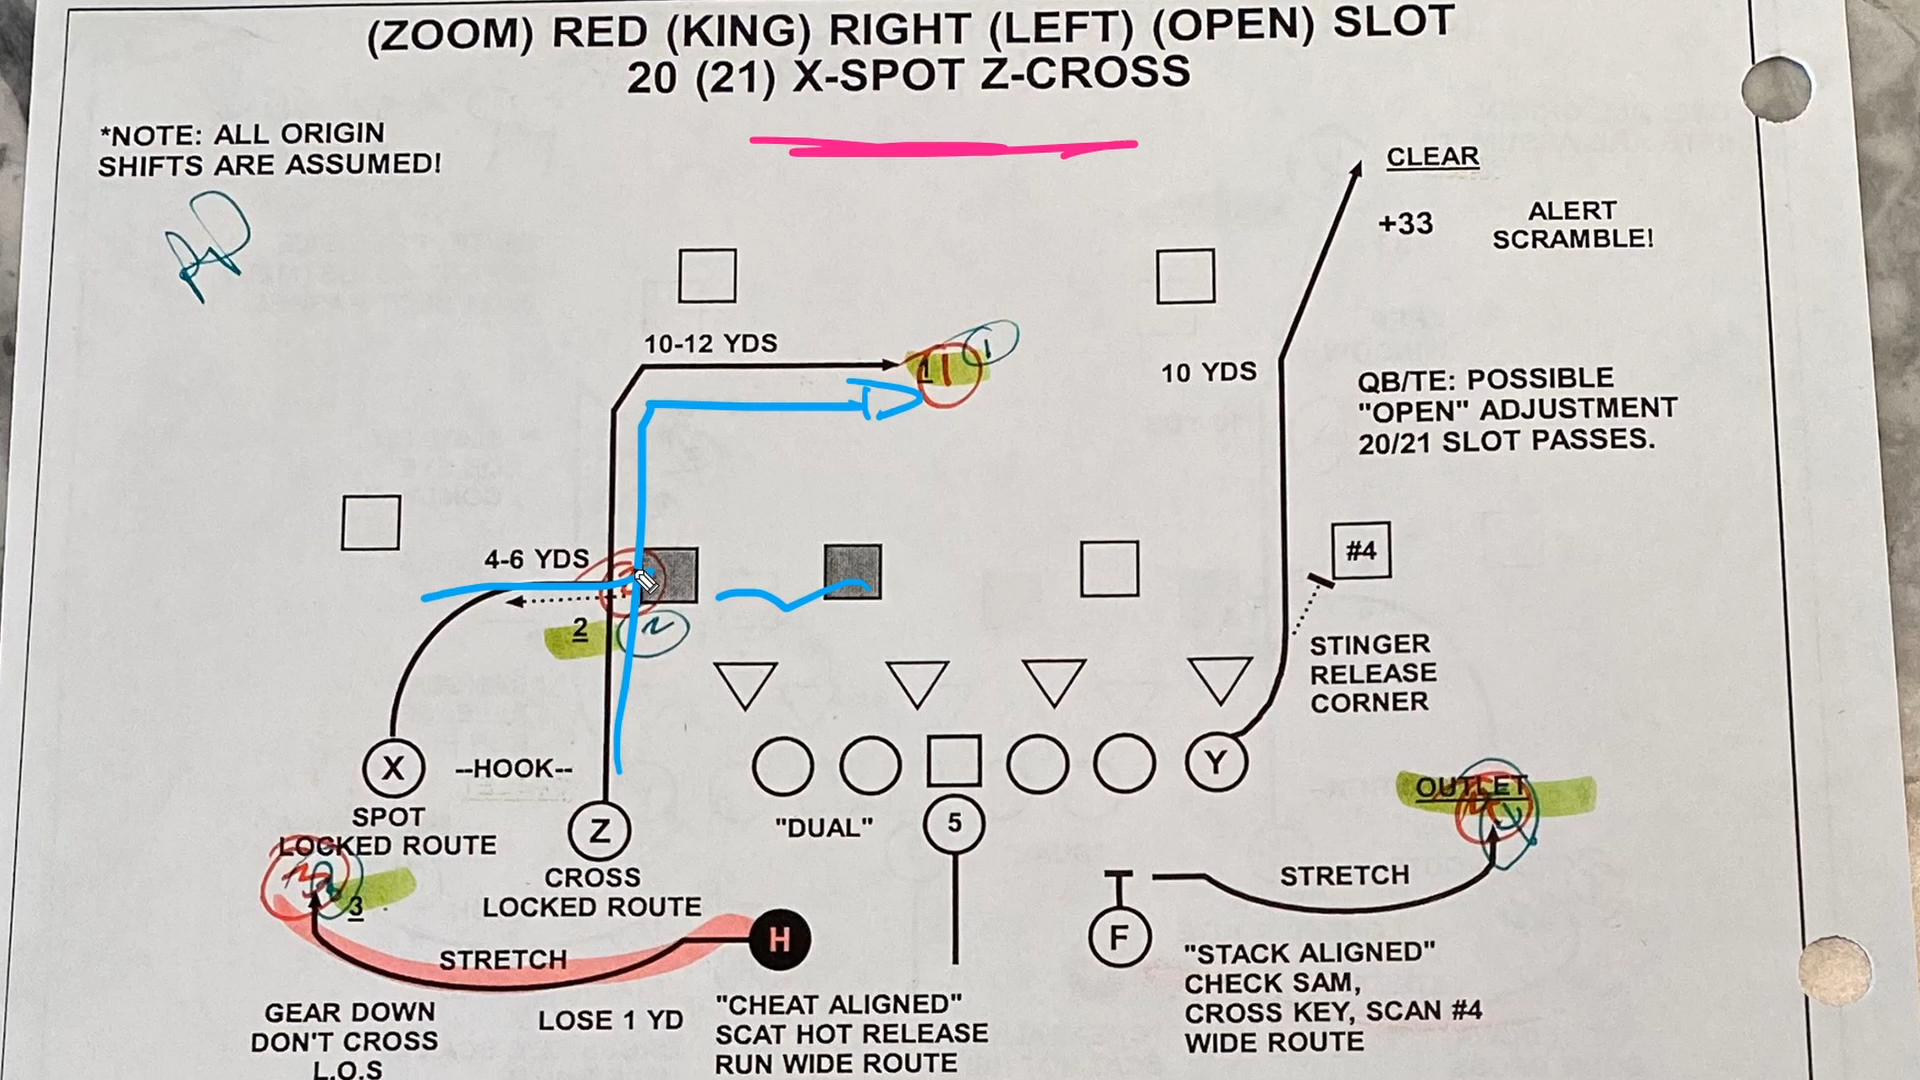 (ZOOM) RED (KING) RIGHT (LEFT) (OPEN) SLOT
20 (21) X-SPOT Z-CROSS
*NOTE: ALL ORIGIN
SHIFTS ARE ASSUMED!
CLEAR
+33
ALERT
SCRAMBLE!
10-12 YDS
1
1
1
10 YDS
QB/TE: POSSIBLE
"OPEN" ADJUSTMENT
20/21 SLOT PASSES.
4-6 YDS
#4
2
2
STINGER
RELEASE
CORNER
X
--HOOK--
Y
SPOT
LOCKED ROUTE
Z
"DUAL"
5
OUTLET
CROSS
LOCKED ROUTE
3
STRETCH
H
STRETCH
F
GEAR DOWN
DON'T CROSS
L.O.S
LOSE 1 YD
"CHEAT ALIGNED"
SCAT HOT RELEASE
RUN WIDE ROUTE
"STACK ALIGNED"
CHECK SAM,
CROSS KEY, SCAN #4
WIDE ROUTE